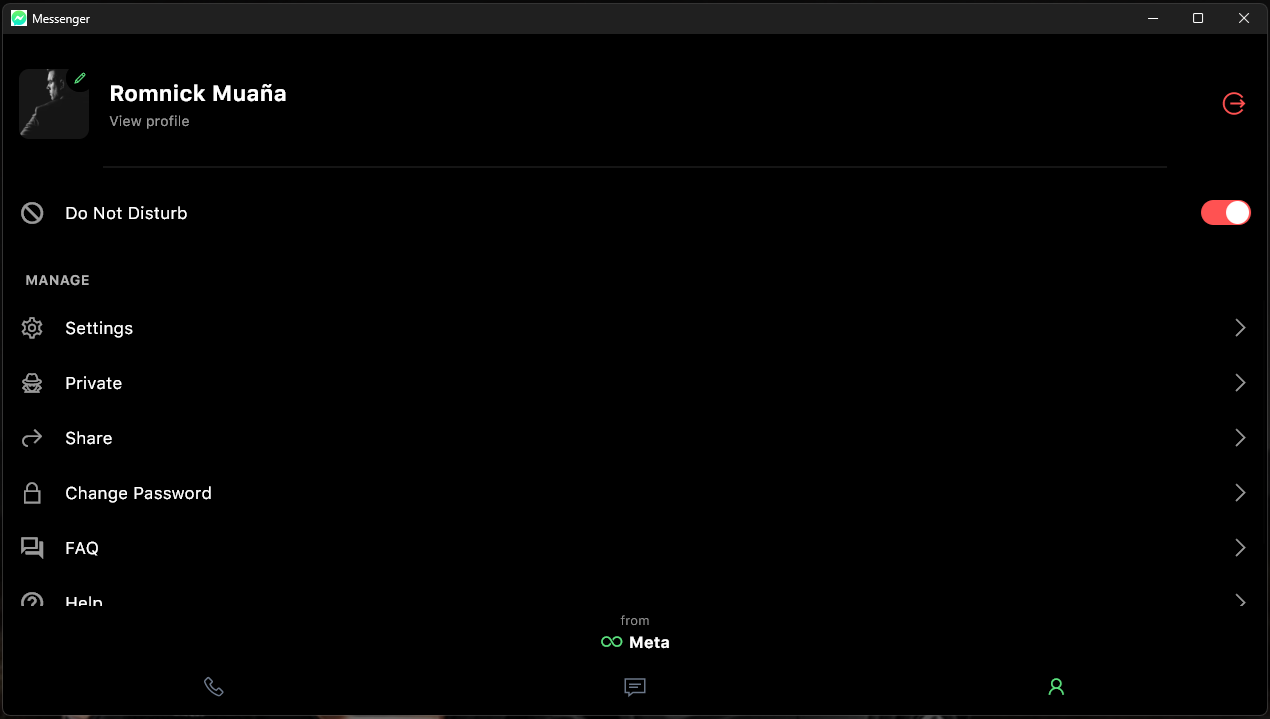 Messenger
Romnick Muaña
View profile
Do Not Disturb
MANAGE
Settings
Private
Share
Change Password
FAQ
Help
from
Meta